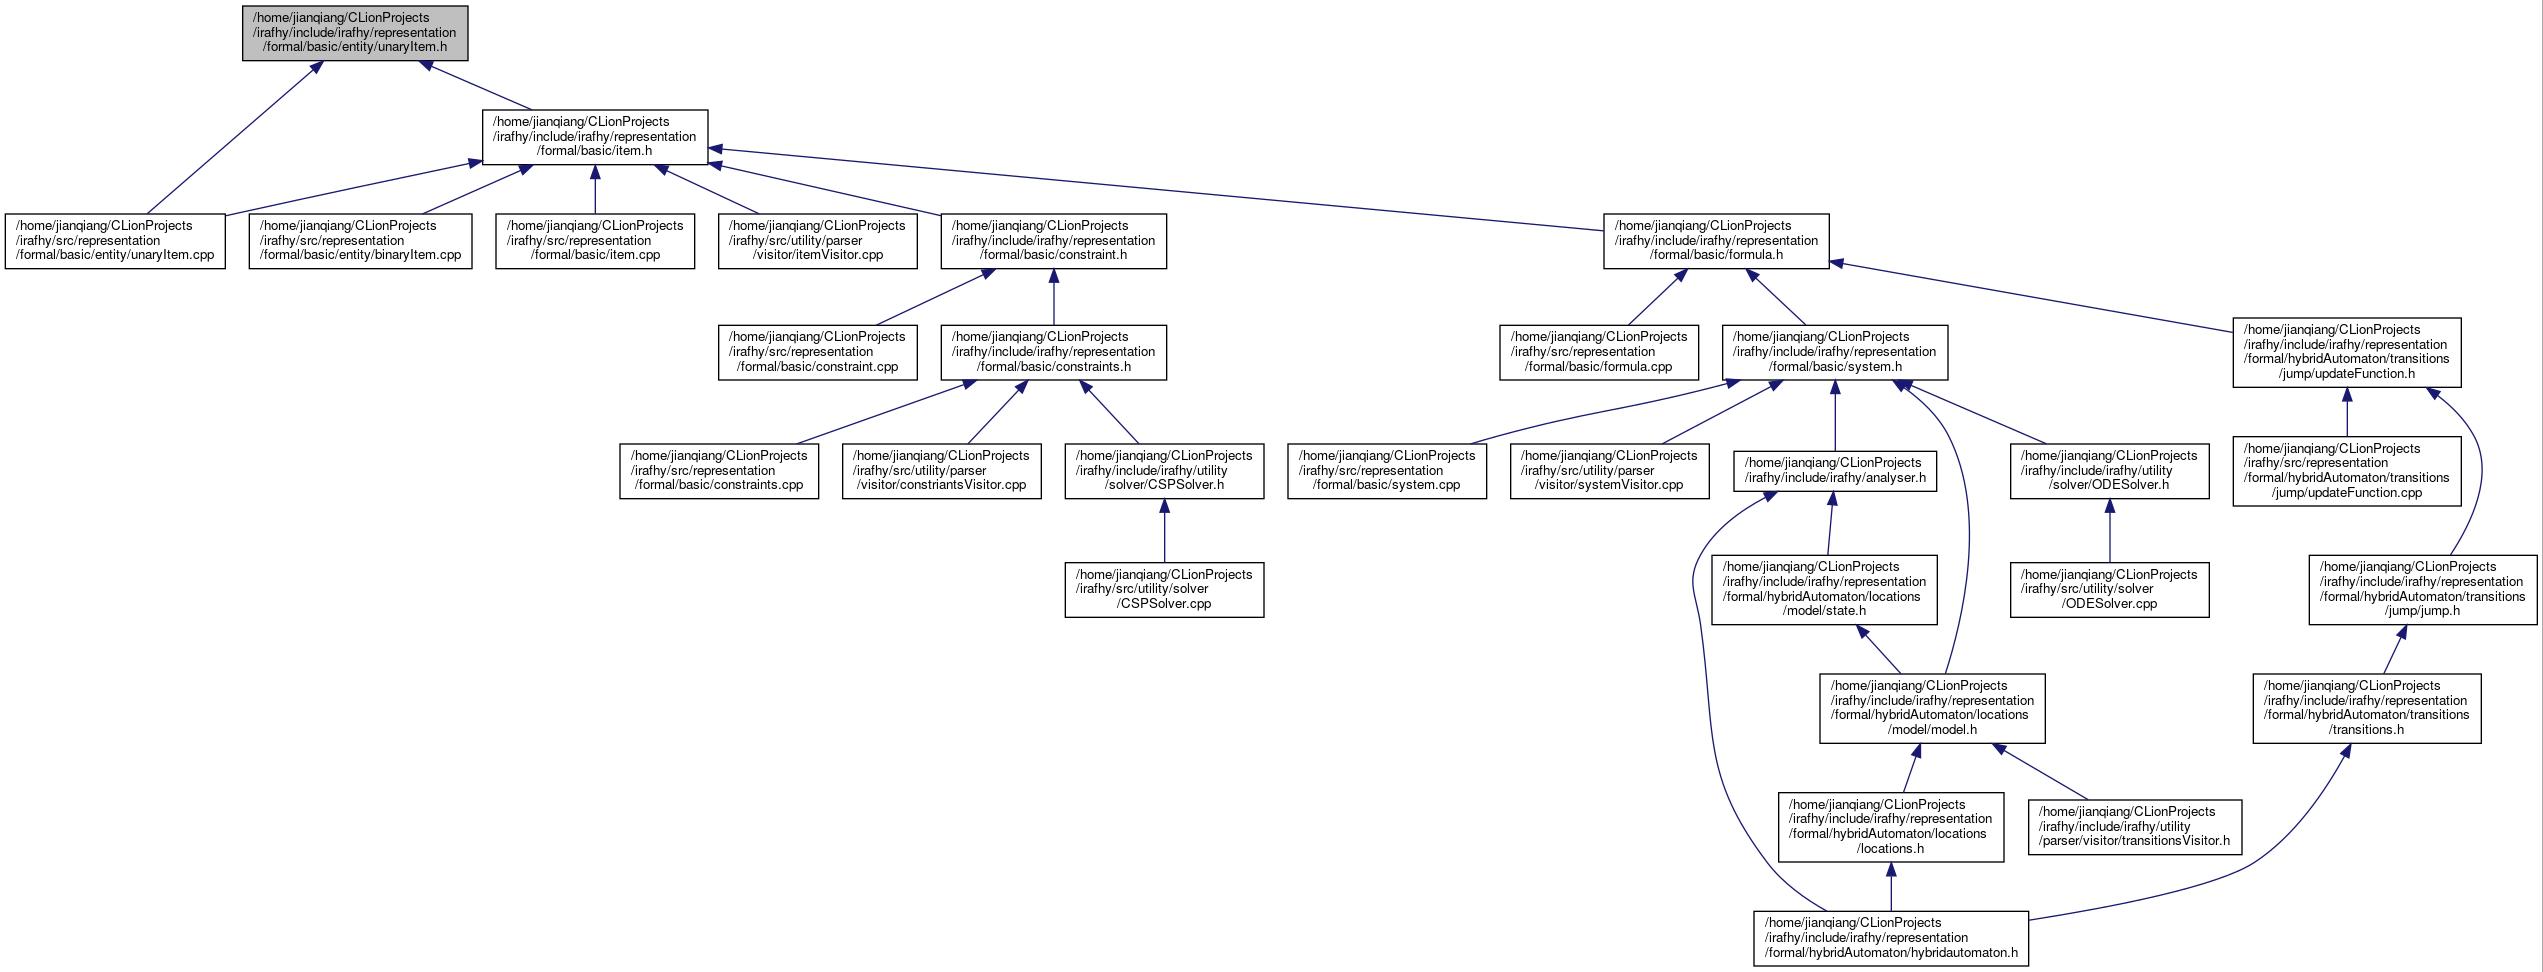 /home/jianqiang/CLionProjects
/irafhy/include/irafhy/representation
/formal/basic/entity/unaryItem.h
/home/jianqiang/CLionProjects
/irafhy/include/irafhy/representation
/formal/basic/item.h
/home/jianqiang/CLionProjects
/irafhy/src/representation
/formal/basic/entity/unaryItem.cpp
/home/jianqiang/CLionProjects
/irafhy/src/representation
/formal/basic/entity/binaryItem.cpp
/home/jianqiang/CLionProjects
/irafhy/src/representation
/formal/basic/item.cpp
/home/jianqiang/CLionProjects
/irafhy/src/utility/parser
/visitor/itemVisitor.cpp
/home/jianqiang/CLionProjects
/irafhy/include/irafhy/representation
/formal/basic/constraint.h
/home/jianqiang/CLionProjects
/irafhy/include/irafhy/representation
/formal/basic/formula.h
/home/jianqiang/CLionProjects
/irafhy/src/representation
/formal/basic/constraint.cpp
/home/jianqiang/CLionProjects
/irafhy/include/irafhy/representation
/formal/basic/constraints.h
/home/jianqiang/CLionProjects
/irafhy/src/representation
/formal/basic/formula.cpp
/home/jianqiang/CLionProjects
/irafhy/include/irafhy/representation
/formal/basic/system.h
/home/jianqiang/CLionProjects
/irafhy/include/irafhy/representation
/formal/hybridAutomaton/transitions
/jump/updateFunction.h
/home/jianqiang/CLionProjects
/irafhy/src/representation
/formal/basic/constraints.cpp
/home/jianqiang/CLionProjects
/irafhy/src/utility/parser
/visitor/constriantsVisitor.cpp
/home/jianqiang/CLionProjects
/irafhy/include/irafhy/utility
/solver/CSPSolver.h
/home/jianqiang/CLionProjects
/irafhy/src/representation
/formal/basic/system.cpp
/home/jianqiang/CLionProjects
/irafhy/src/utility/parser
/visitor/systemVisitor.cpp
/home/jianqiang/CLionProjects
/irafhy/include/irafhy/analyser.h
/home/jianqiang/CLionProjects
/irafhy/include/irafhy/utility
/solver/ODESolver.h
/home/jianqiang/CLionProjects
/irafhy/src/representation
/formal/hybridAutomaton/transitions
/jump/updateFunction.cpp
/home/jianqiang/CLionProjects
/irafhy/src/utility/solver
/CSPSolver.cpp
/home/jianqiang/CLionProjects
/irafhy/include/irafhy/representation
/formal/hybridAutomaton/locations
/model/state.h
/home/jianqiang/CLionProjects
/irafhy/src/utility/solver
/ODESolver.cpp
/home/jianqiang/CLionProjects
/irafhy/include/irafhy/representation
/formal/hybridAutomaton/transitions
/jump/jump.h
/home/jianqiang/CLionProjects
/irafhy/include/irafhy/representation
/formal/hybridAutomaton/locations
/model/model.h
/home/jianqiang/CLionProjects
/irafhy/include/irafhy/representation
/formal/hybridAutomaton/transitions
/transitions.h
/home/jianqiang/CLionProjects
/irafhy/include/irafhy/representation
/formal/hybridAutomaton/locations
/locations.h
/home/jianqiang/CLionProjects
/irafhy/include/irafhy/utility
/parser/visitor/transitionsVisitor.h
/home/jianqiang/CLionProjects
/irafhy/include/irafhy/representation
/formal/hybridAutomaton/hybridautomaton.h